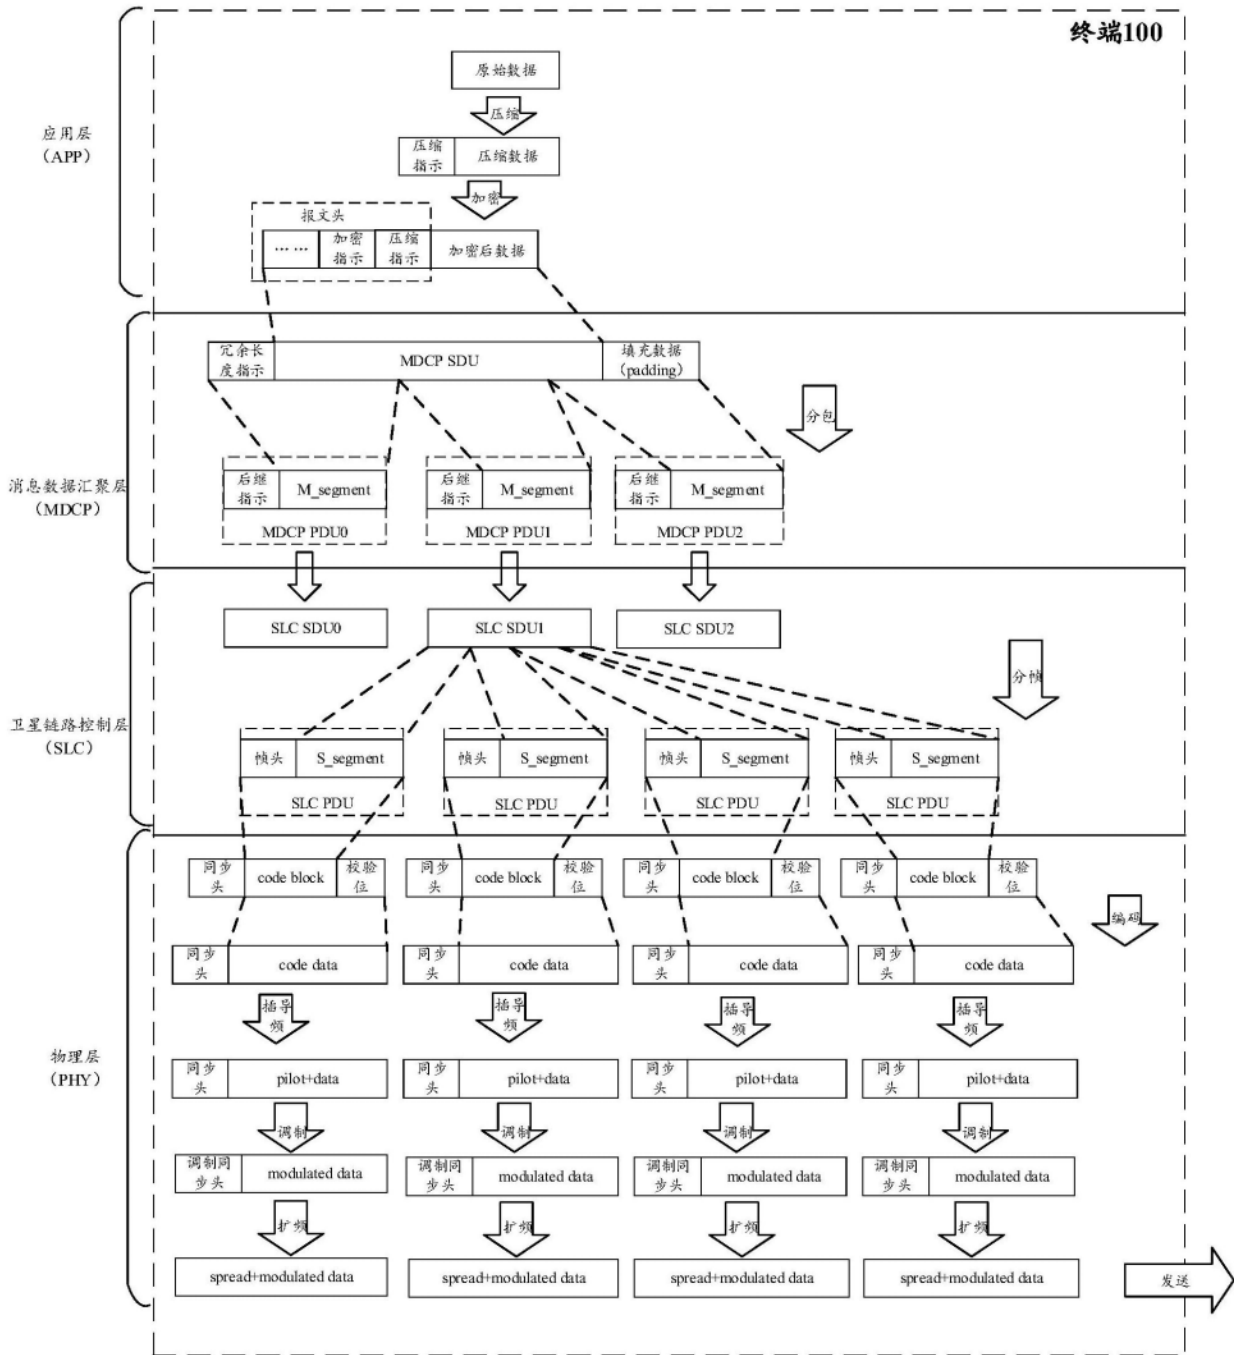 终端100
原始数据
压缩
应用层
（APP）
压缩
指示
压缩数据
加密
报文头
... ...
加密
指示
压缩
指示
加密后数据
冗余长
度指示
MDCP SDU
填充数据
（padding）
分包
消息数据汇聚层
（MDCP）
后继
指示
M_segment
后继
指示
M_segment
后继
指示
M_segment
MDCP PDU0
MDCP PDU1
MDCP PDU2
SLC SDU0
SLC SDU1
SLC SDU2
分帧
卫星链路控制层
（SLC）
帧头
S_segment
帧头
S_segment
帧头
S_segment
帧头
S_segment
SLC PDU
SLC PDU
SLC PDU
SLC PDU
同步
头
code block
校验
位
同步
头
code block
校验
位
同步
头
code block
校验
位
同步
头
code block
校验
位
编码
同步
头
code data
同步
头
code data
同步
头
code data
同步
头
code data
插导
频
插导
频
插导
频
插导
频
物理层
（PHY）
同步
头
pilot+data
同步
头
pilot+data
同步
头
pilot+data
同步
头
pilot+data
调制
调制
调制
调制
调制同
步头
modulated data
调制同
步头
modulated data
调制同
步头
modulated data
调制同
步头
modulated data
扩频
扩频
扩频
扩频
spread+modulated data
spread+modulated data
spread+modulated data
spread+modulated data
发送